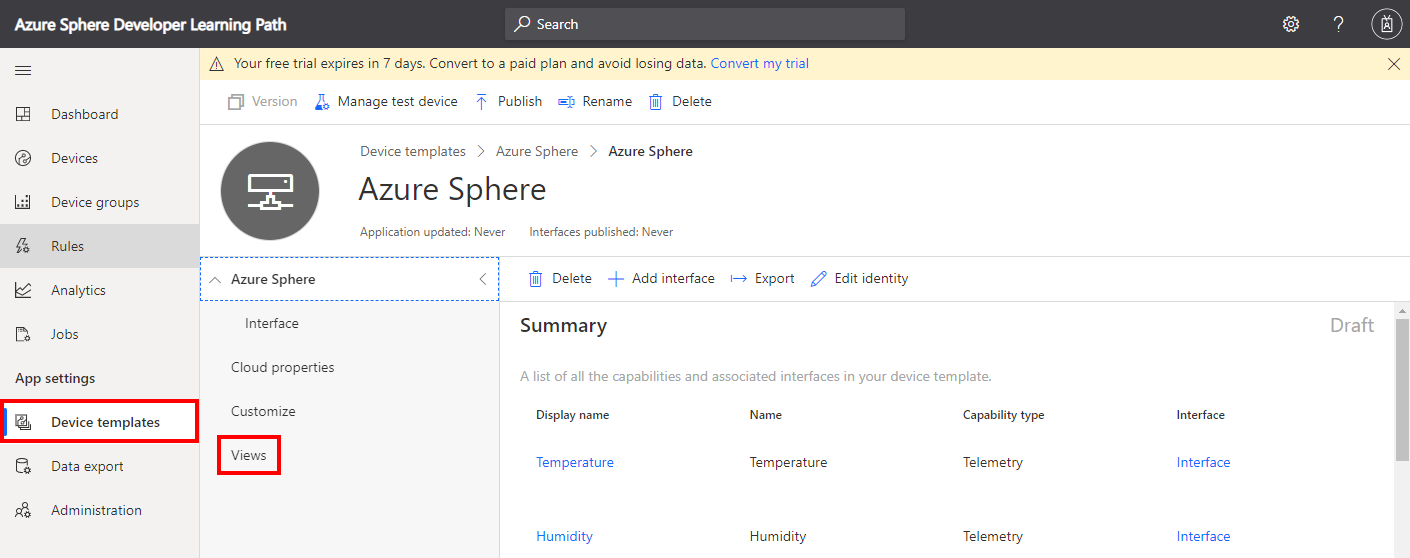 Azure Sphere Developer Learning Path
Search
?
Your free trial expires in 7 days. Convert to a paid plan and avoid losing data. Convert my trial
Version Manage test device Publish Rename Delete
Dashboard
Devices
Device groups
Rules
Analytics
Jobs
App settings
Device templates
Data export
Administration
Device templates > Azure Sphere > Azure Sphere
Azure Sphere
Application updated: Never Interfaces published: Never
Azure Sphere
Interface
Cloud properties
Customize
Views
Delete Add interface Export Edit identity
Summary Draft
A list of all the capabilities and associated interfaces in your device template.
Display name Name Capability type Interface
Temperature Temperature Telemetry Interface
Humidity Humidity Telemetry Interface